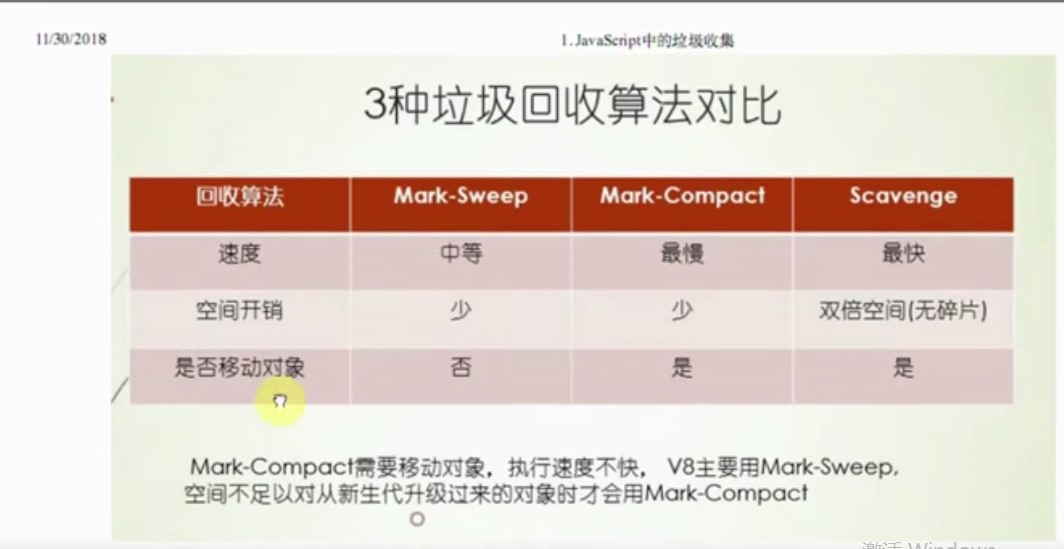 11/30/2018 1.JavaScript中的垃圾收集
3种垃圾回收算法对比
回收算法 Mark-Sweep Mark-Compact Scavenge
速度 中等 最慢 最快
空间开销 少 少 双倍空间(无碎片)
是否移动对象 否 是 是
Mark-Compact需要移动对象，执行速度不快， V8主要用Mark-Sweep,
空间不足以对从新生代升级过来的对象时才会用Mark-Compact
激活 Windows